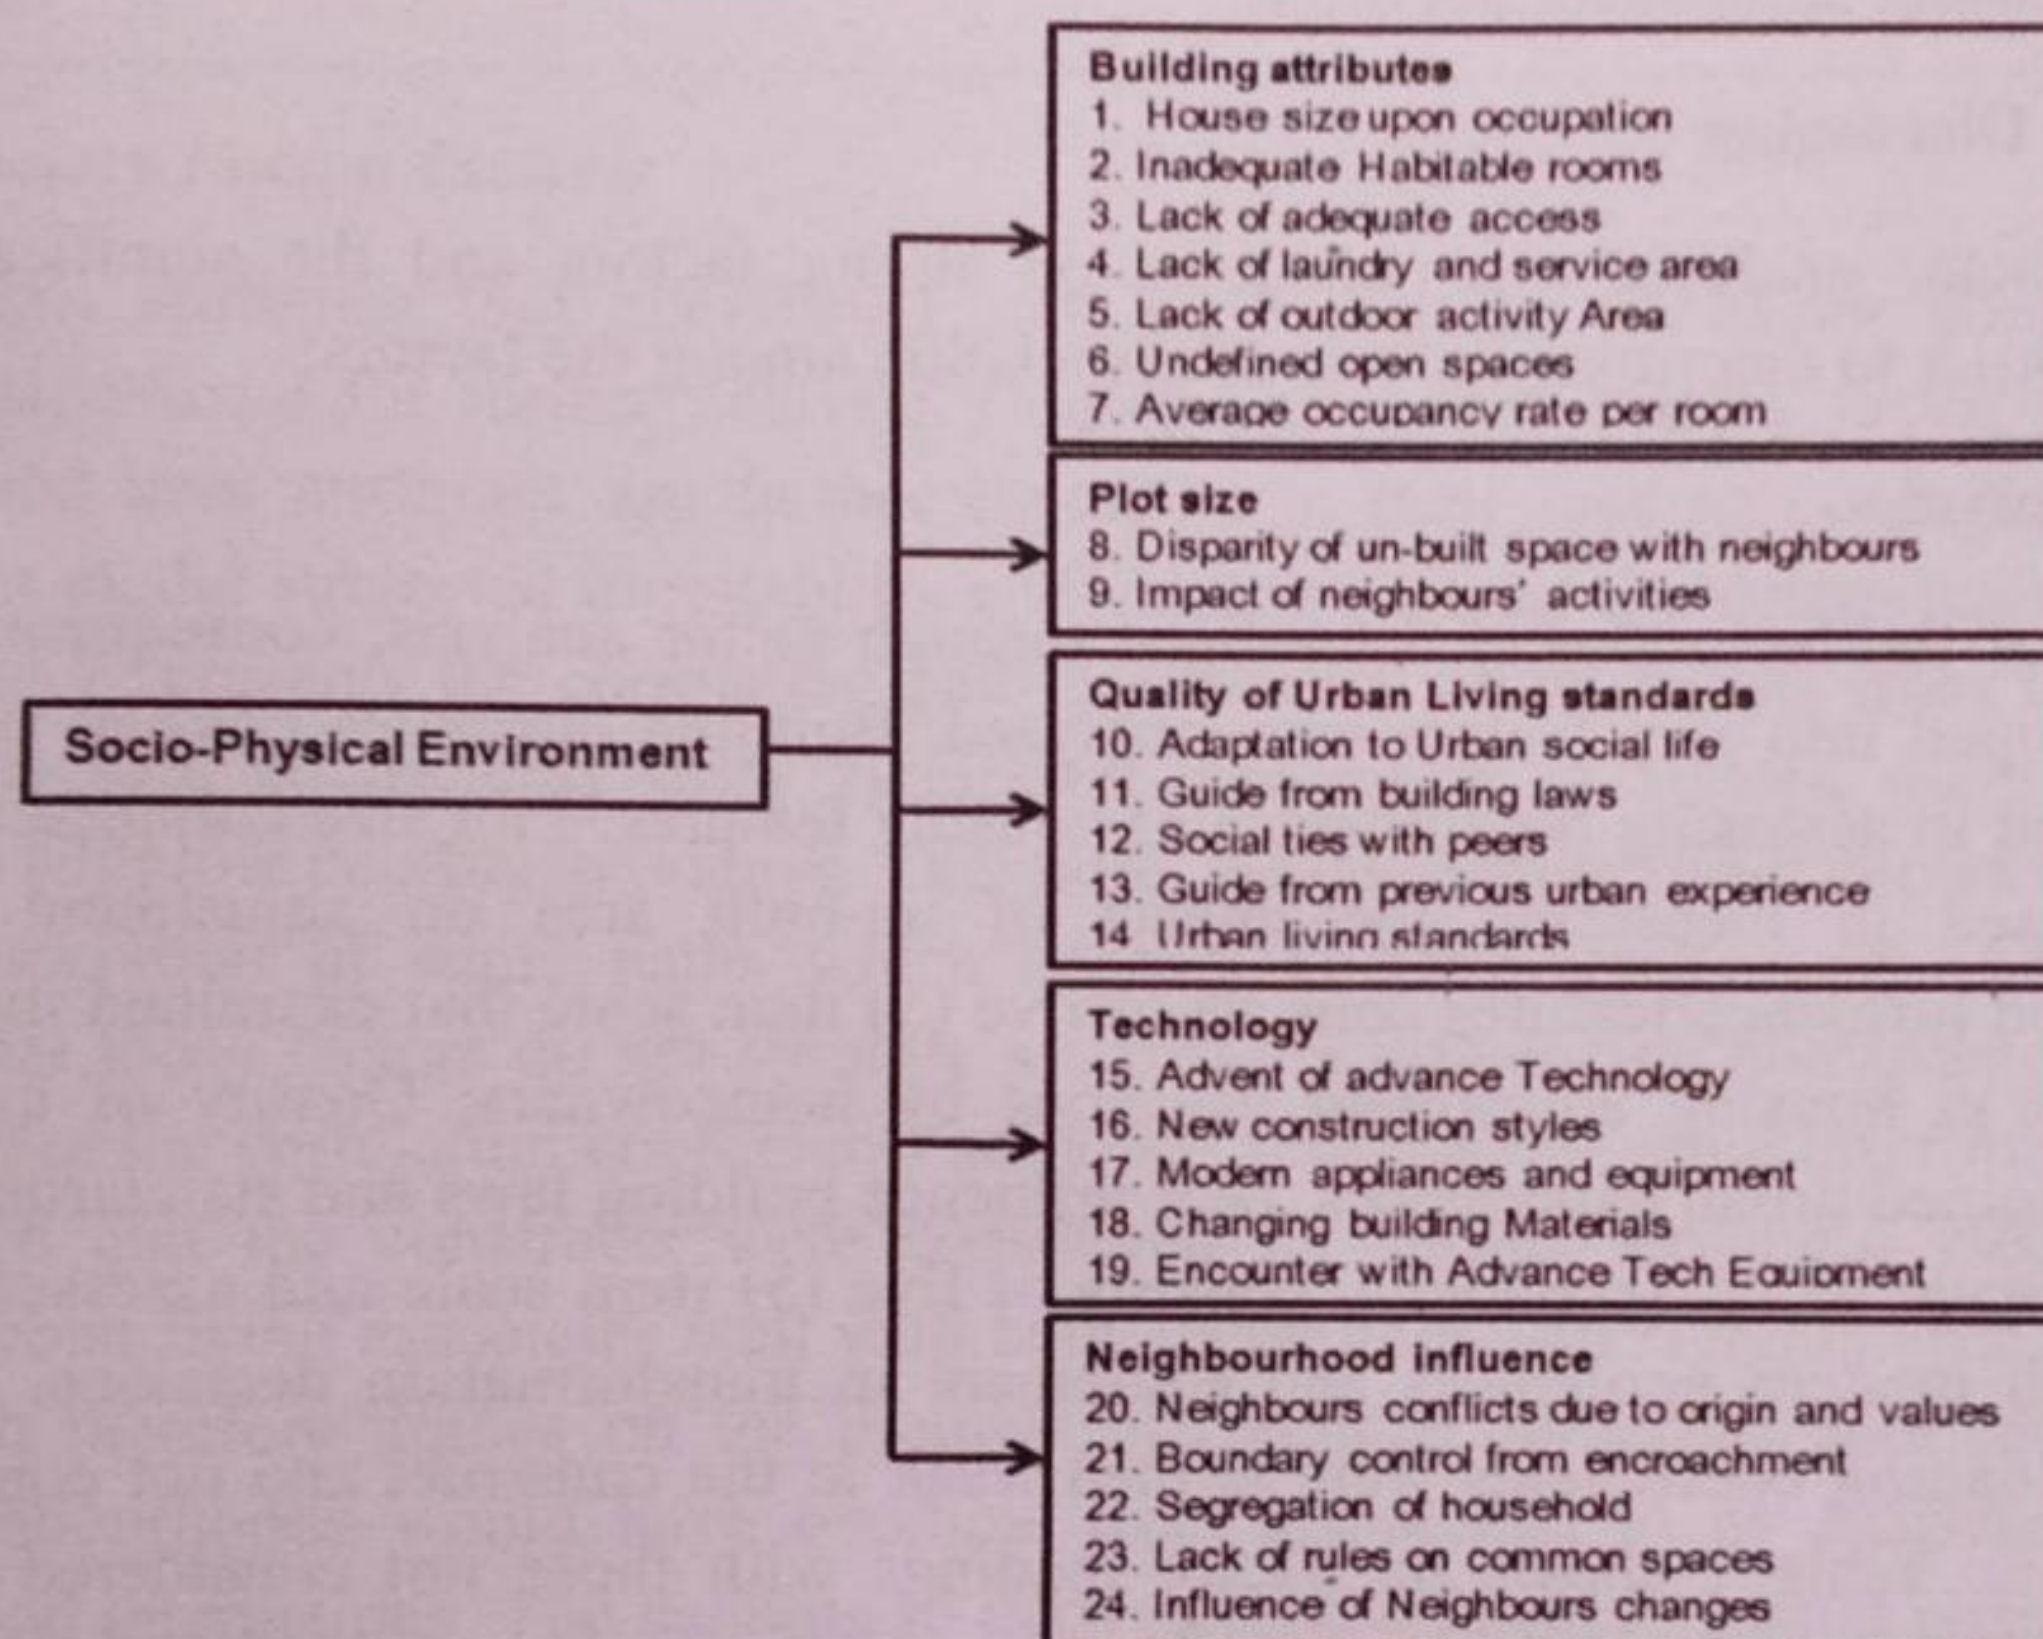 Building attributes
1. House size upon occupation
2. Inadequate Habitable rooms
3. Lack of adequate access
4. Lack of laundry and service area
5. Lack of outdoor activity Area
6. Undefined open spaces
7. Average occupancy rate per room
Plot size
8. Disparity of un-built space with neighbours
9. Impact of neighbours' activities
Socio-Physical Environment
Quality of Urban Living standards
10. Adaptation to Urban social life
11. Guide from building laws
12. Social ties with peers
13. Guide from previous urban experience
14 Urban living standards
Technology
15. Advent of advance Technology
16. New construction styles
17. Modern appliances and equipment
18. Changing building Materials
19. Encounter with Advance Tech Equipment
Neighbourhood influence
20. Neighbours conflicts due to origin and values
21. Boundary control from encroachment
22. Segregation of household
23. Lack of rules on common spaces
24. Influence of Neighbours changes